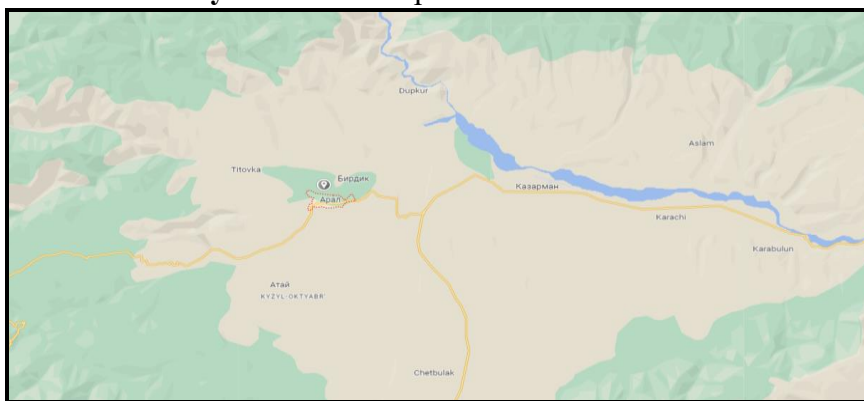 Dupkur
Aslam
Titovka
Бирдик
Казарман
Арал
Karachi
Karabulun
Атай
KYZYL-OKTYABR'
Chetbulak